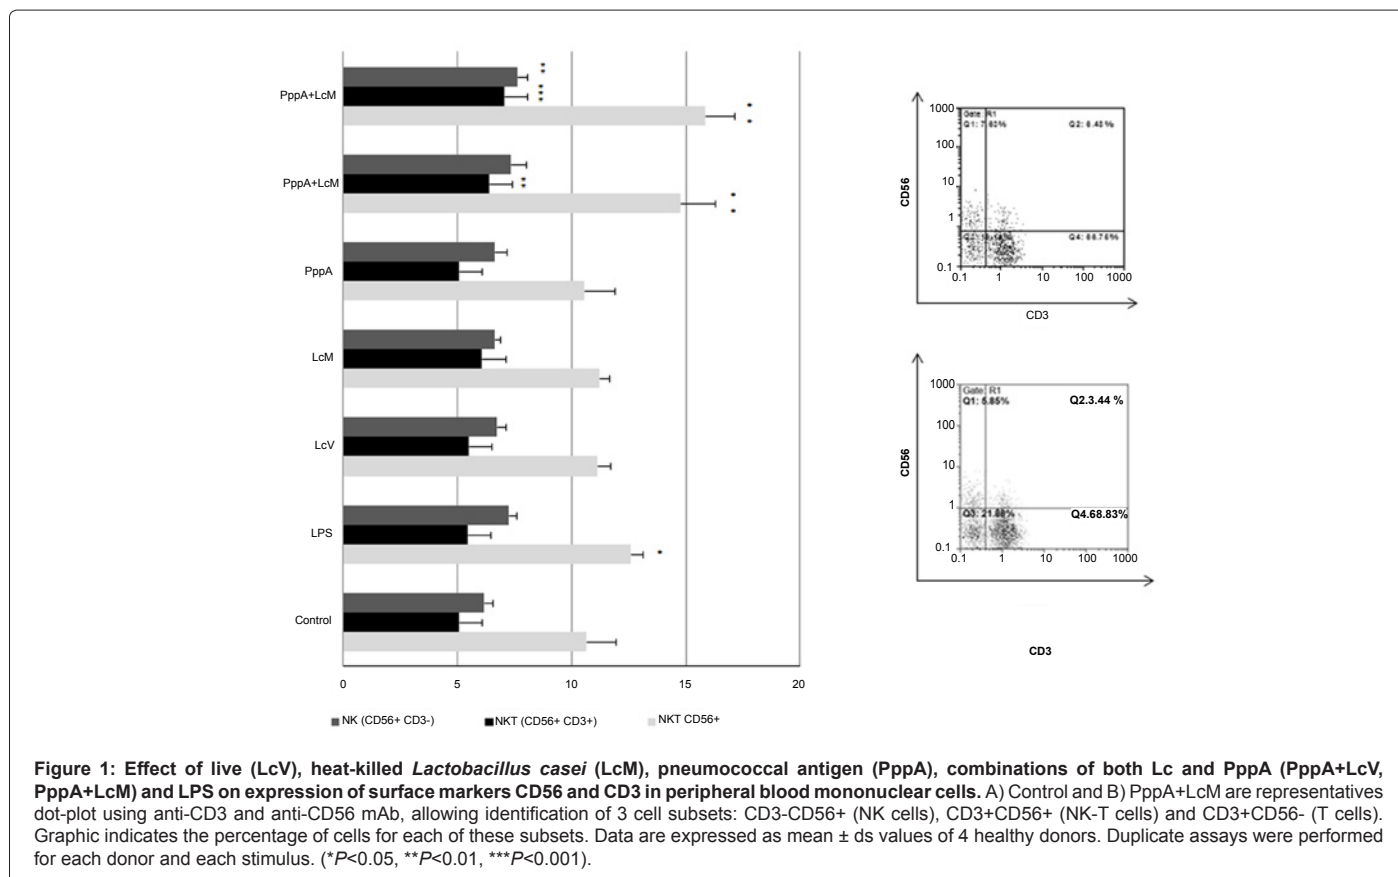 PppA+LcM
PppA+LcM
PppA
LcM
LcV
LPS
Control
**
***
**
**
**
*
0 5 10 15 20
NK (CD56+ CD3-) NKT (CD56+ CD3+) NKT CD56+
CD56
1000
100
10
1
0.1
Gate: R1
Q1: 7.63% Q2: 6.43%
Q4: 66.76%
0.1 1 10 100 1000
CD3
CD56
1000
100
10
1
0.1
Gate: R1
Q1: 5.85% Q2.3.44 %
Q3: 21.88% Q4.68.83%
0.1 1 10 100 1000
CD3
Figure 1: Effect of live (LcV), heat-killed Lactobacillus casei (LcM), pneumococcal antigen (PppA), combinations of both Lc and PppA (PppA+LcV,
PppA+LcM) and LPS on expression of surface markers CD56 and CD3 in peripheral blood mononuclear cells. A) Control and B) PppA+LcM are representatives
dot-plot using anti-CD3 and anti-CD56 mAb, allowing identification of 3 cell subsets: CD3-CD56+ (NK cells), CD3+CD56+ (NK-T cells) and CD3+CD56- (T cells).
Graphic indicates the percentage of cells for each of these subsets. Data are expressed as mean ± ds values of 4 healthy donors. Duplicate assays were performed
for each donor and each stimulus. (*P<0.05, **P<0.01, ***P<0.001).